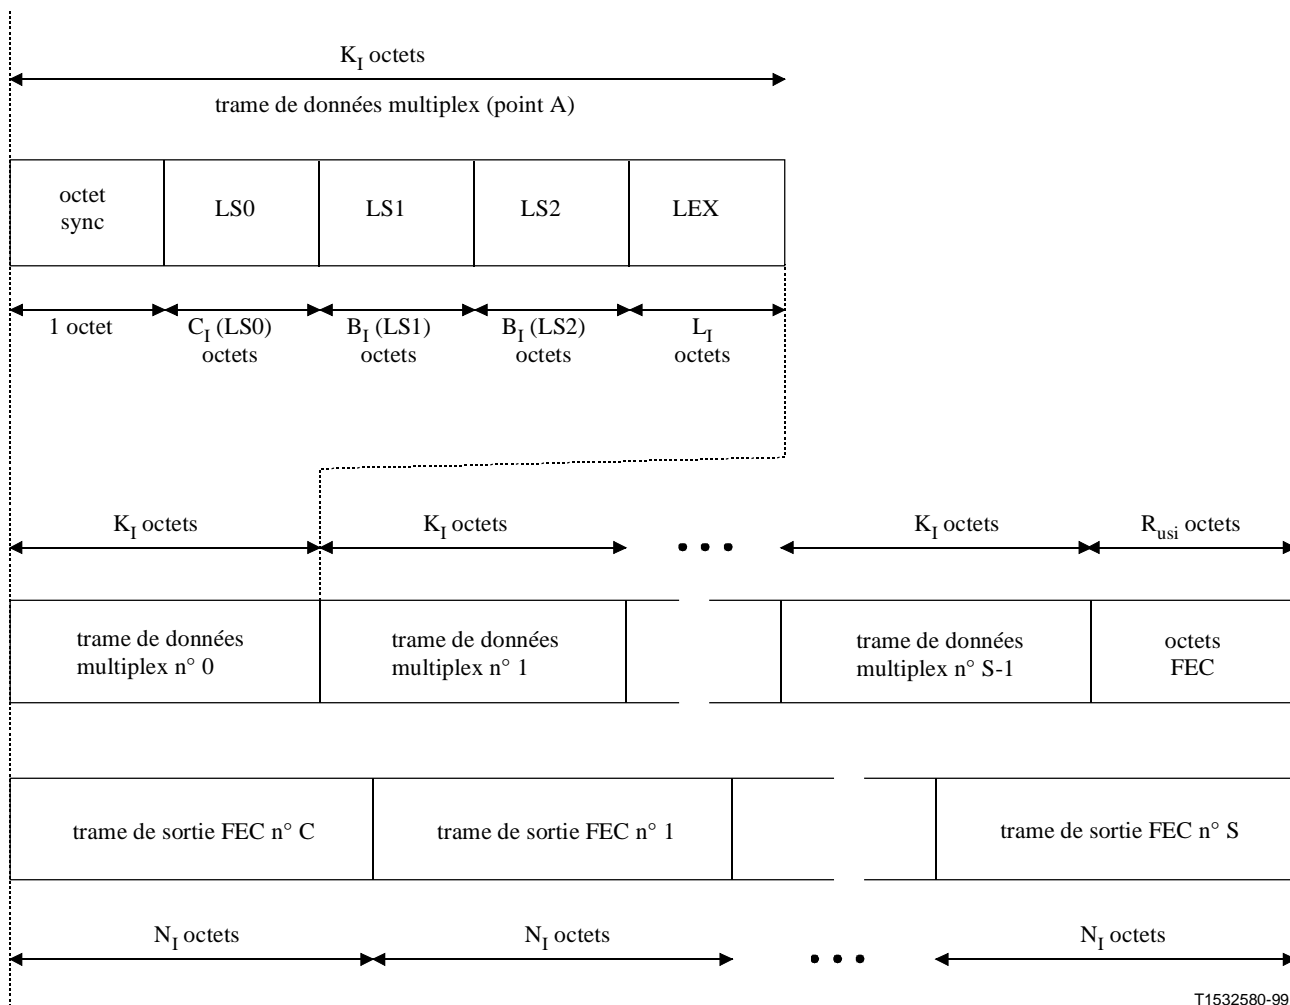 K_I octets
trame de données multiplex (point A)
octet
sync
LS0
LS1
LS2
LEX
1 octet
C_I (LS0)
octets
B_I (LS1)
octets
B_I (LS2)
octets
L_I
octets
K_I octets
K_I octets
• • •
K_I octets
R_usi octets
trame de données
multiplex n° 0
trame de données
multiplex n° 1
trame de données
multiplex n° S-1
octets
FEC
trame de sortie FEC n° C
trame de sortie FEC n° 1
trame de sortie FEC n° S
N_I octets
N_I octets
• • •
N_I octets
T1532580-99